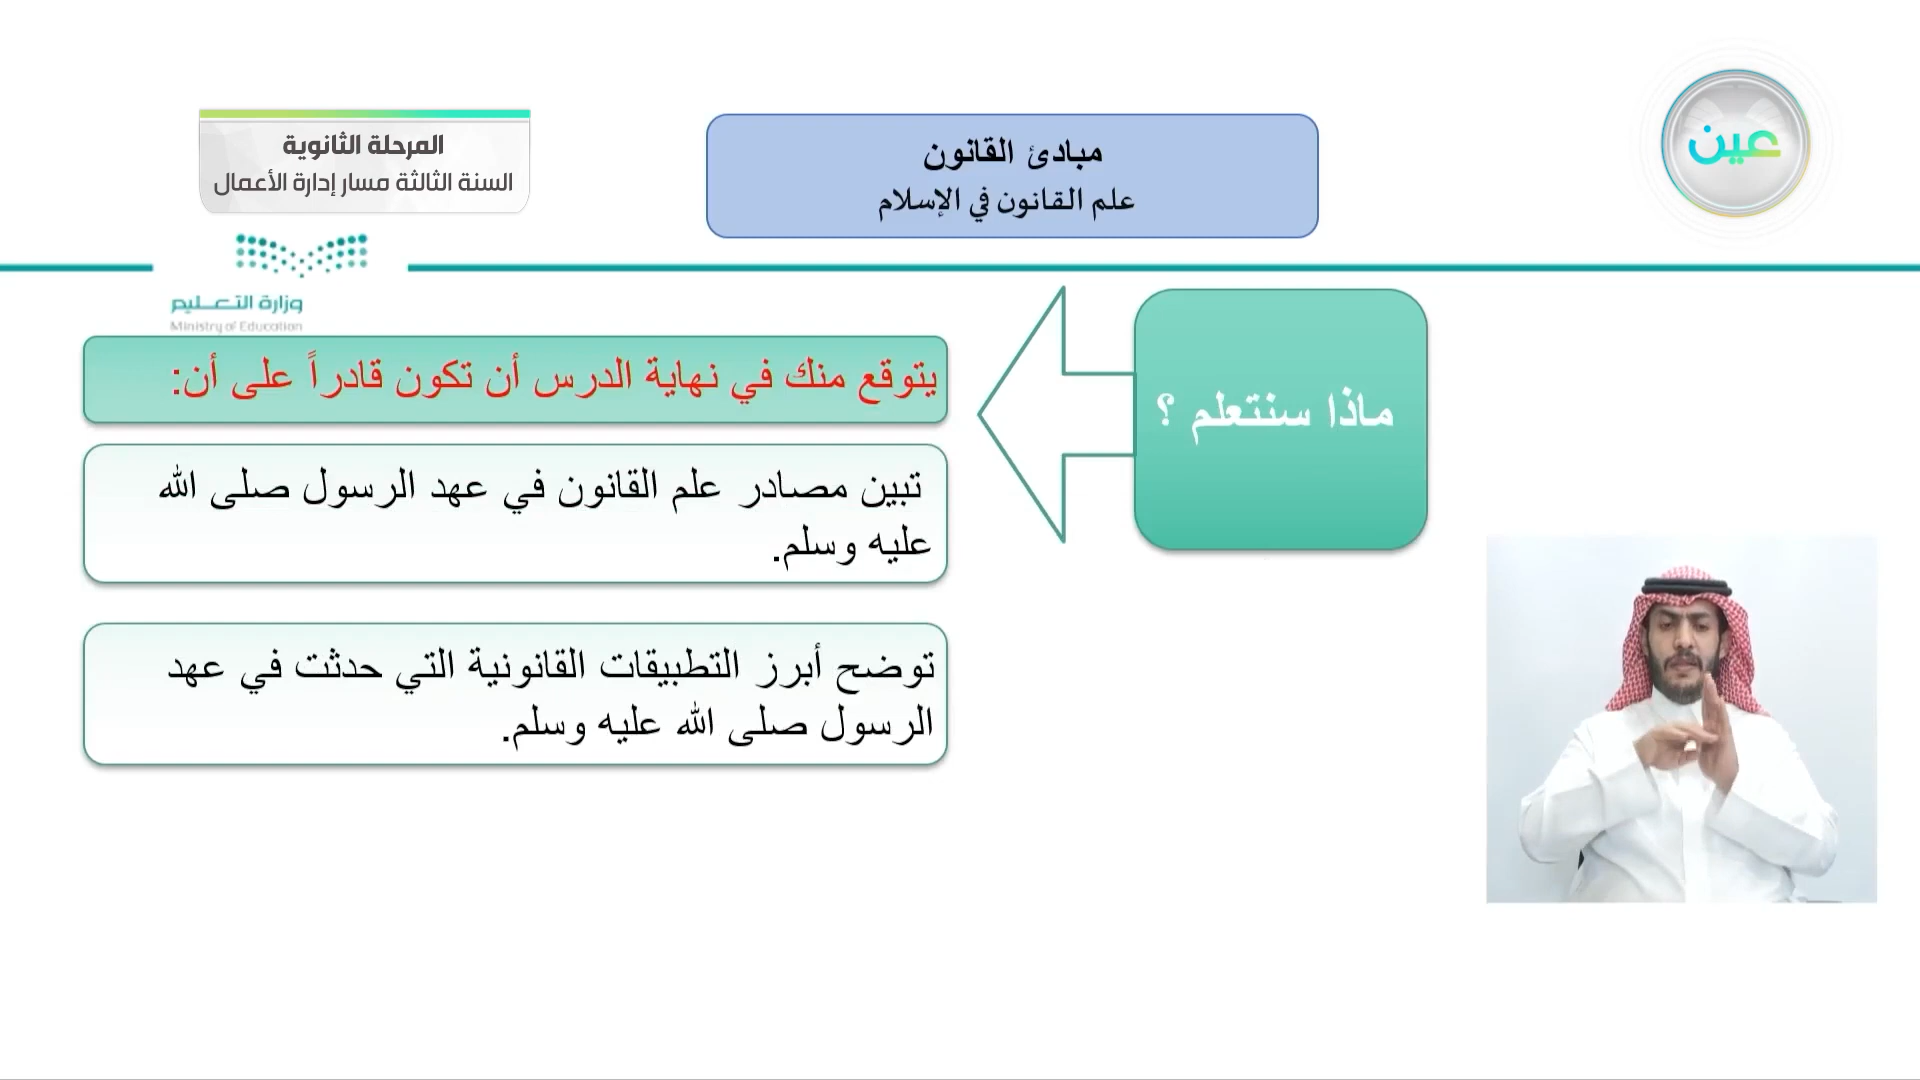 عين
مبادئ القانون
علم القانون في الإسلام
المرحلة الثانوية
السنة الثالثة مسار إدارة الأعمال
وزارة التعليم
Ministry of Education
ماذا سنتعلم ؟
يتوقع منك في نهاية الدرس أن تكون قادراً على أن:
تبين مصادر علم القانون في عهد الرسول صلى الله
عليه وسلم.
توضح أبرز التطبيقات القانونية التي حدثت في عهد
الرسول صلى الله عليه وسلم.